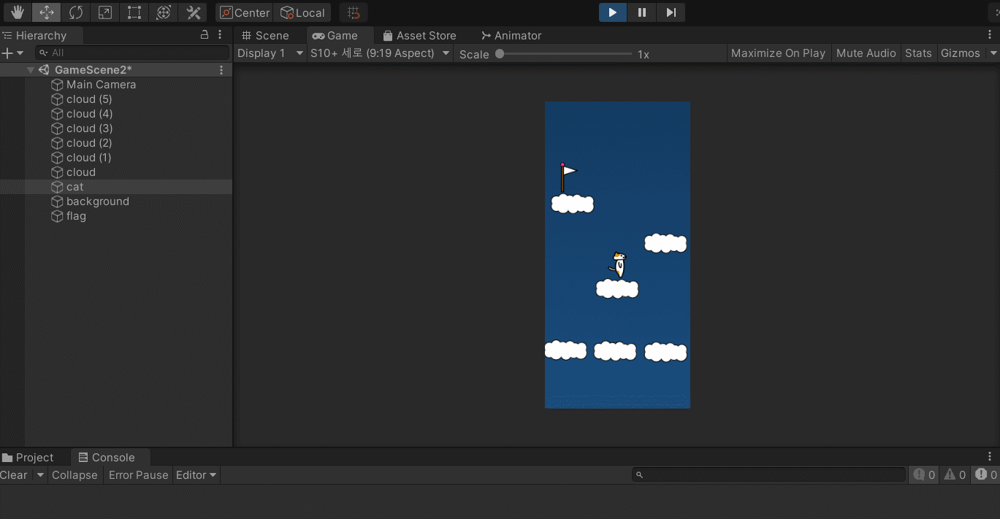 Center Local
Hierarchy
Scene Game Asset Store Animator
All
Display 1 S10+ 세로 (9:19 Aspect) Scale 1x Maximize On Play Mute Audio Stats Gizmos
GameScene2*
Main Camera
cloud (5)
cloud (4)
cloud (3)
cloud (2)
cloud (1)
cloud
cat
background
flag
Project Console
Clear Collapse Error Pause Editor 0 0 0